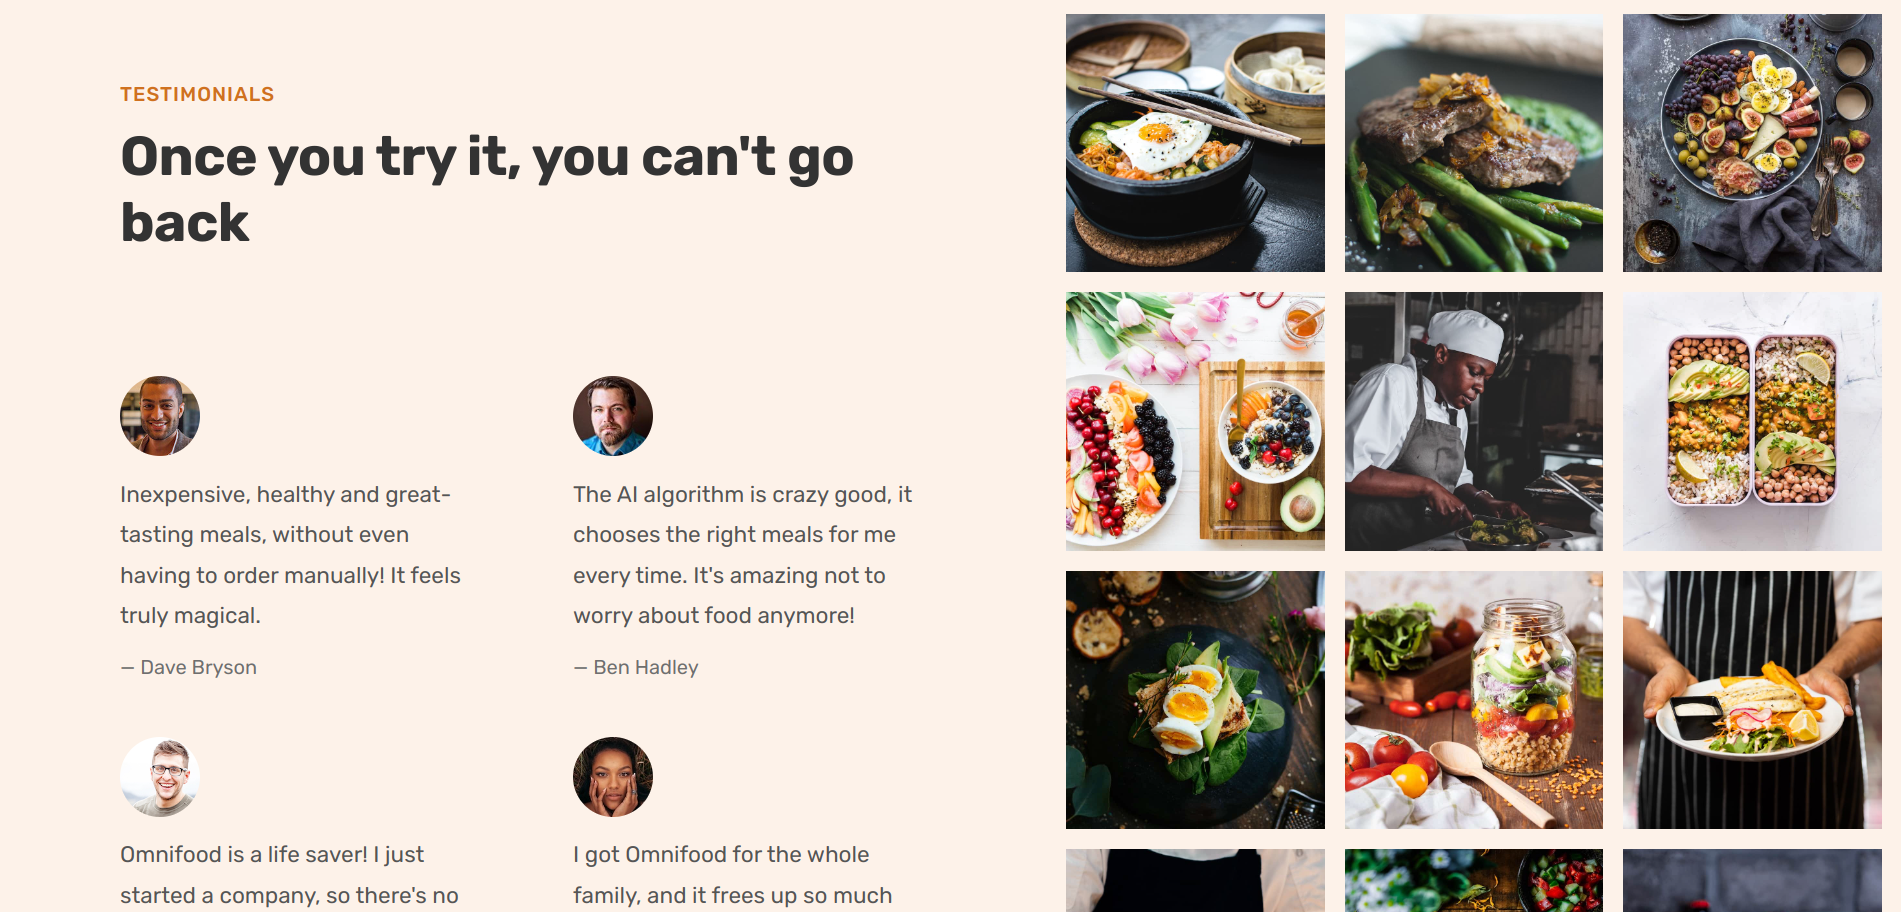 TESTIMONIALS
Once you try it, you can't go
back
Inexpensive, healthy and great-
tasting meals, without even
having to order manually! It feels
truly magical.
— Dave Bryson
The AI algorithm is crazy good, it
chooses the right meals for me
every time. It's amazing not to
worry about food anymore!
— Ben Hadley
Omnifood is a life saver! I just
started a company, so there's no
I got Omnifood for the whole
family, and it frees up so much